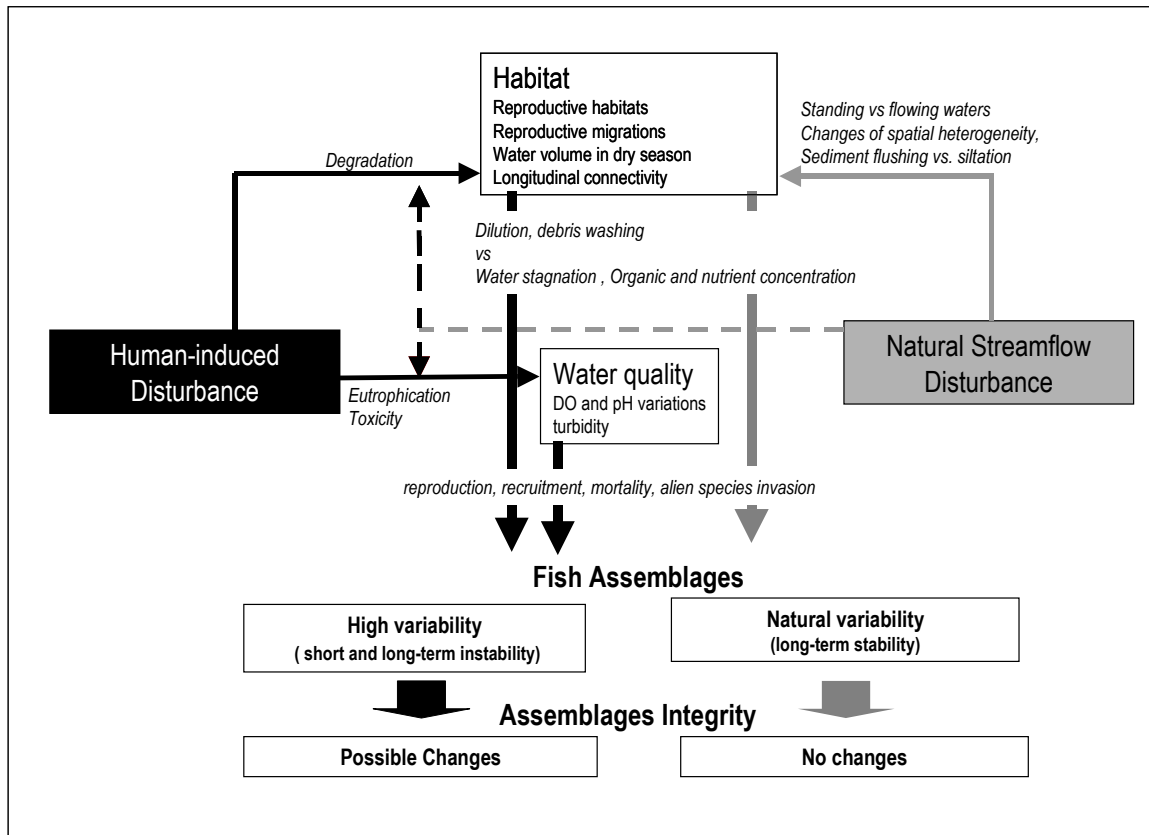 Habitat
Reproductive habitats
Reproductive migrations
Water volume in dry season
Longitudinal connectivity
Standing vs flowing waters
Changes of spatial heterogeneity,
Sediment flushing vs. siltation
Degradation
Dilution, debris washing
vs
Water stagnation , Organic and nutrient concentration
Human-induced
Disturbance
Natural Streamflow
Disturbance
Eutrophication
Toxicity
Water quality
DO and pH variations
turbidity
reproduction, recruitment, mortality, alien species invasion
Fish Assemblages
High variability
( short and long-term instability)
Natural variability
(long-term stability)
Assemblages Integrity
Possible Changes
No changes